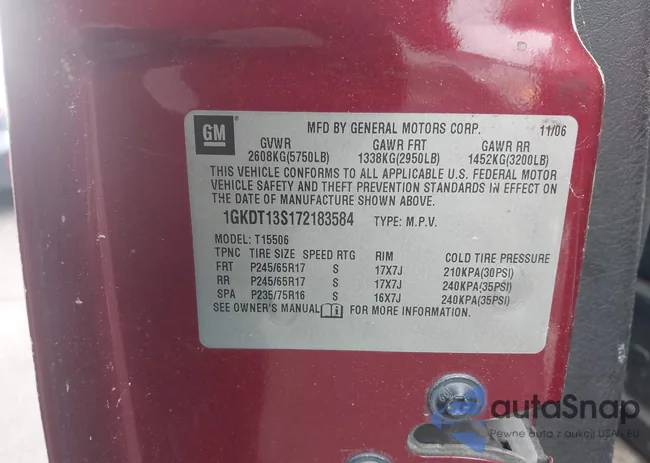 GM
MFD BY GENERAL MOTORS CORP. 11/06
GVWR GAWR FRT GAWR RR
2608KG(5750LB) 1338KG(2950LB) 1452KG(3200LB)
THIS VEHICLE CONFORMS TO ALL APPLICABLE U.S. FEDERAL MOTOR
VEHICLE SAFETY AND THEFT PREVENTION STANDARDS IN EFFECT ON
THE DATE OF MANUFACTURE SHOWN ABOVE.
1GKDT13S172183584 TYPE: M.P.V.
MODEL: T15506
TPNC TIRE SIZE SPEED RTG RIM COLD TIRE PRESSURE
FRT P245/65R17 S 17X7J 210KPA(30PSI)
RR P245/65R17 S 17X7J 240KPA(35PSI)
SPA P235/75R16 S 16X7J 240KPA(35PSI)
SEE OWNER'S MANUAL FOR MORE INFORMATION.
autaSnap
Pewne auta z aukcji USA - EU